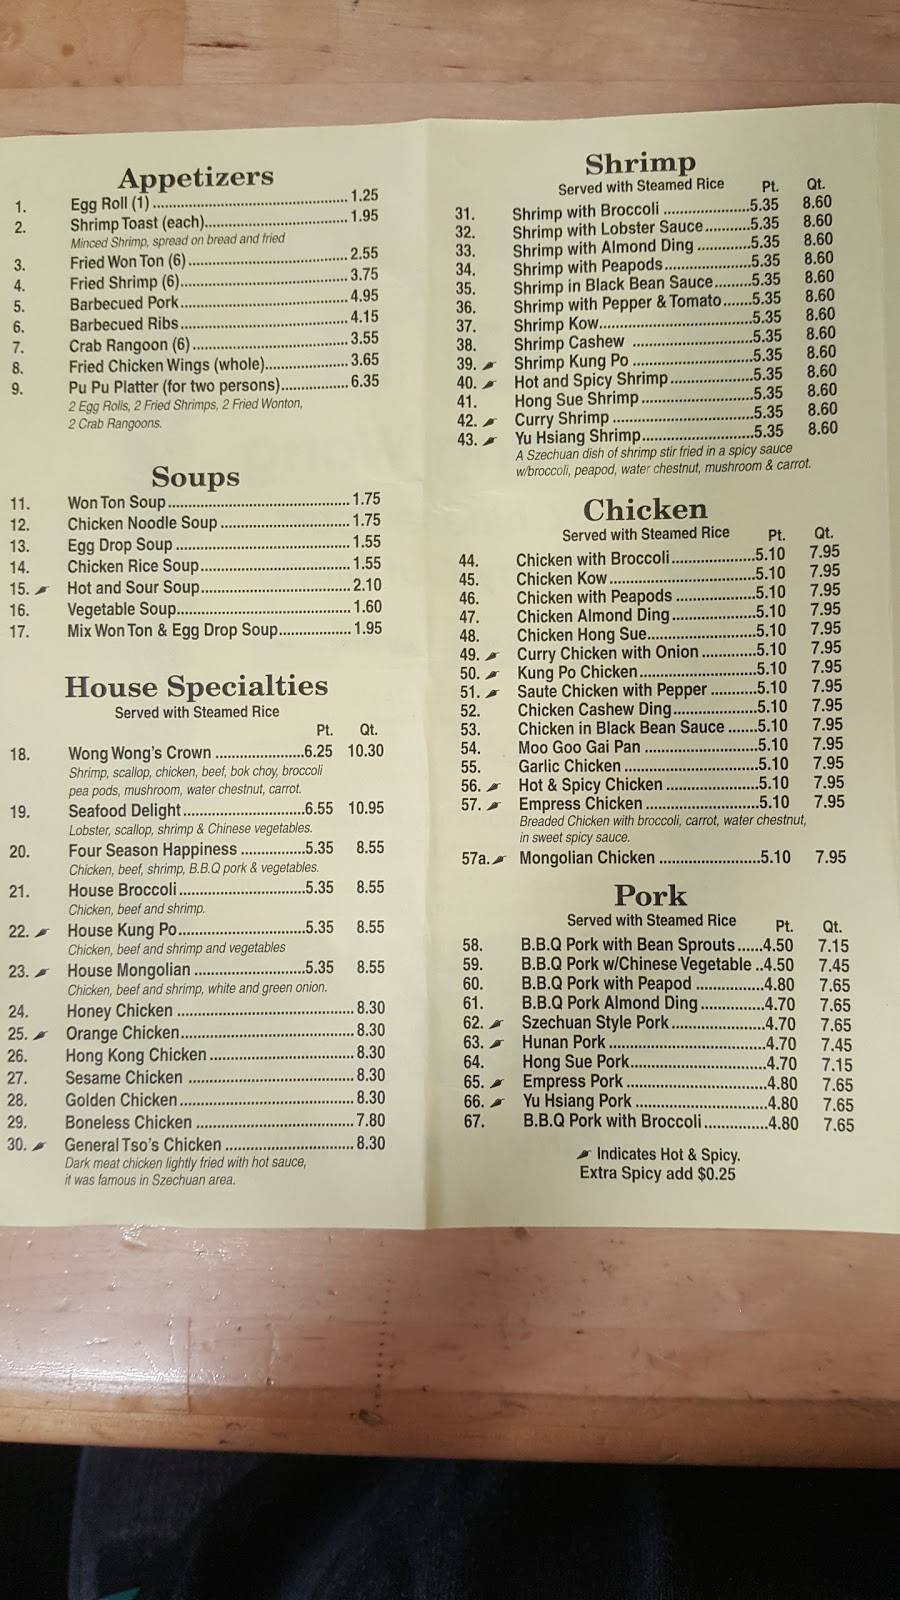 Appetizers
1. Egg Roll (1) 1.25
2. Shrimp Toast (each) 1.95
Minced Shrimp, spread on bread and fried
3. Fried Won Ton (6) 2.55
4. Fried Shrimp (6) 3.75
5. Barbecued Pork 4.95
6. Barbecued Ribs 4.15
7. Crab Rangoon (6) 3.55
8. Fried Chicken Wings (whole) 3.65
9. Pu Pu Platter (for two persons) 6.35
2 Egg Rolls, 2 Fried Shrimps, 2 Fried Wonton,
2 Crab Rangoons.
Soups
11. Won Ton Soup 1.75
12. Chicken Noodle Soup 1.75
13. Egg Drop Soup 1.55
14. Chicken Rice Soup 1.55
15. Hot and Sour Soup 2.10
16. Vegetable Soup 1.60
17. Mix Won Ton & Egg Drop Soup 1.95
House Specialties
Served with Steamed Rice
Pt. Qt.
18. Wong Wong's Crown 6.25 10.30
Shrimp, scallop, chicken, beef, bok choy, broccoli
pea pods, mushroom, water chestnut, carrot.
19. Seafood Delight 6.55 10.95
Lobster, scallop, shrimp & Chinese vegetables.
20. Four Season Happiness 5.35 8.55
Chicken, beef, shrimp, B.B.Q pork & vegetables.
21. House Broccoli 5.35 8.55
Chicken, beef and shrimp.
22. House Kung Po 5.35 8.55
Chicken, beef and shrimp and vegetables
23. House Mongolian 5.35 8.55
Chicken, beef and shrimp, white and green onion.
24. Honey Chicken 8.30
25. Orange Chicken 8.30
26. Hong Kong Chicken 8.30
27. Sesame Chicken 8.30
28. Golden Chicken 8.30
29. Boneless Chicken 7.80
30. General Tso's Chicken 8.30
Dark meat chicken lightly fried with hot sauce,
it was famous in Szechuan area.
Shrimp
Served with Steamed Rice Pt. Qt.
31. Shrimp with Broccoli 5.35 8.60
32. Shrimp with Lobster Sauce 5.35 8.60
33. Shrimp with Almond Ding 5.35 8.60
34. Shrimp with Peapods 5.35 8.60
35. Shrimp in Black Bean Sauce 5.35 8.60
36. Shrimp with Pepper & Tomato 5.35 8.60
37. Shrimp Kow 5.35 8.60
38. Shrimp Cashew 5.35 8.60
39. Shrimp Kung Po 5.35 8.60
40. Hot and Spicy Shrimp 5.35 8.60
41. Hong Sue Shrimp 5.35 8.60
42. Curry Shrimp 5.35 8.60
43. Yu Hsiang Shrimp 5.35 8.60
A Szechuan dish of shrimp stir fried in a spicy sauce
w/broccoli, peapod, water chestnut, mushroom & carrot.
Chicken
Served with Steamed Rice Pt. Qt.
44. Chicken with Broccoli 5.10 7.95
45. Chicken Kow 5.10 7.95
46. Chicken with Peapods 5.10 7.95
47. Chicken Almond Ding 5.10 7.95
48. Chicken Hong Sue 5.10 7.95
49. Curry Chicken with Onion 5.10 7.95
50. Kung Po Chicken 5.10 7.95
51. Saute Chicken with Pepper 5.10 7.95
52. Chicken Cashew Ding 5.10 7.95
53. Chicken in Black Bean Sauce 5.10 7.95
54. Moo Goo Gai Pan 5.10 7.95
55. Garlic Chicken 5.10 7.95
56. Hot & Spicy Chicken 5.10 7.95
57. Empress Chicken 5.10 7.95
Breaded Chicken with broccoli, carrot, water chestnut,
in sweet spicy sauce.
57a. Mongolian Chicken 5.10 7.95
Pork
Served with Steamed Rice Pt. Qt.
58. B.B.Q Pork with Bean Sprouts 4.50 7.15
59. B.B.Q Pork w/Chinese Vegetable 4.50 7.45
60. B.B.Q Pork with Peapod 4.80 7.65
61. B.B.Q Pork Almond Ding 4.70 7.65
62. Szechuan Style Pork 4.70 7.65
63. Hunan Pork 4.70 7.45
64. Hong Sue Pork 4.70 7.15
65. Empress Pork 4.80 7.65
66. Yu Hsiang Pork 4.80 7.65
67. B.B.Q Pork with Broccoli 4.80 7.65
Indicates Hot & Spicy.
Extra Spicy add $0.25